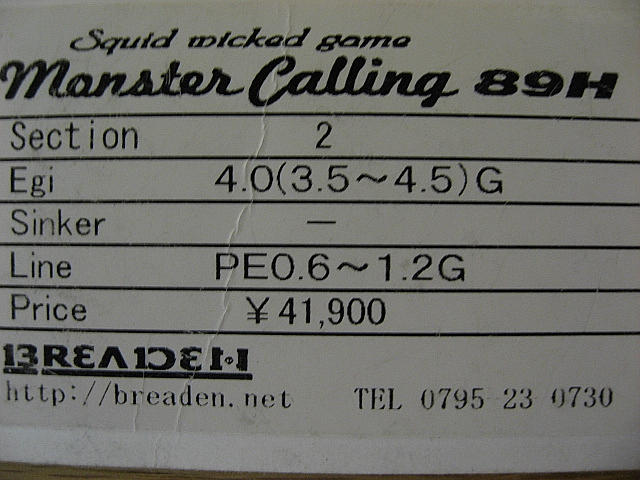 Squid wicked game
Monster Calling 89H
Section 2
Egi 4.0(3.5～4.5)G
Sinker —
Line PE0.6～1.2G
Price ¥41,900
BREADEN
http://breaden.net TEL 0795 23 0730